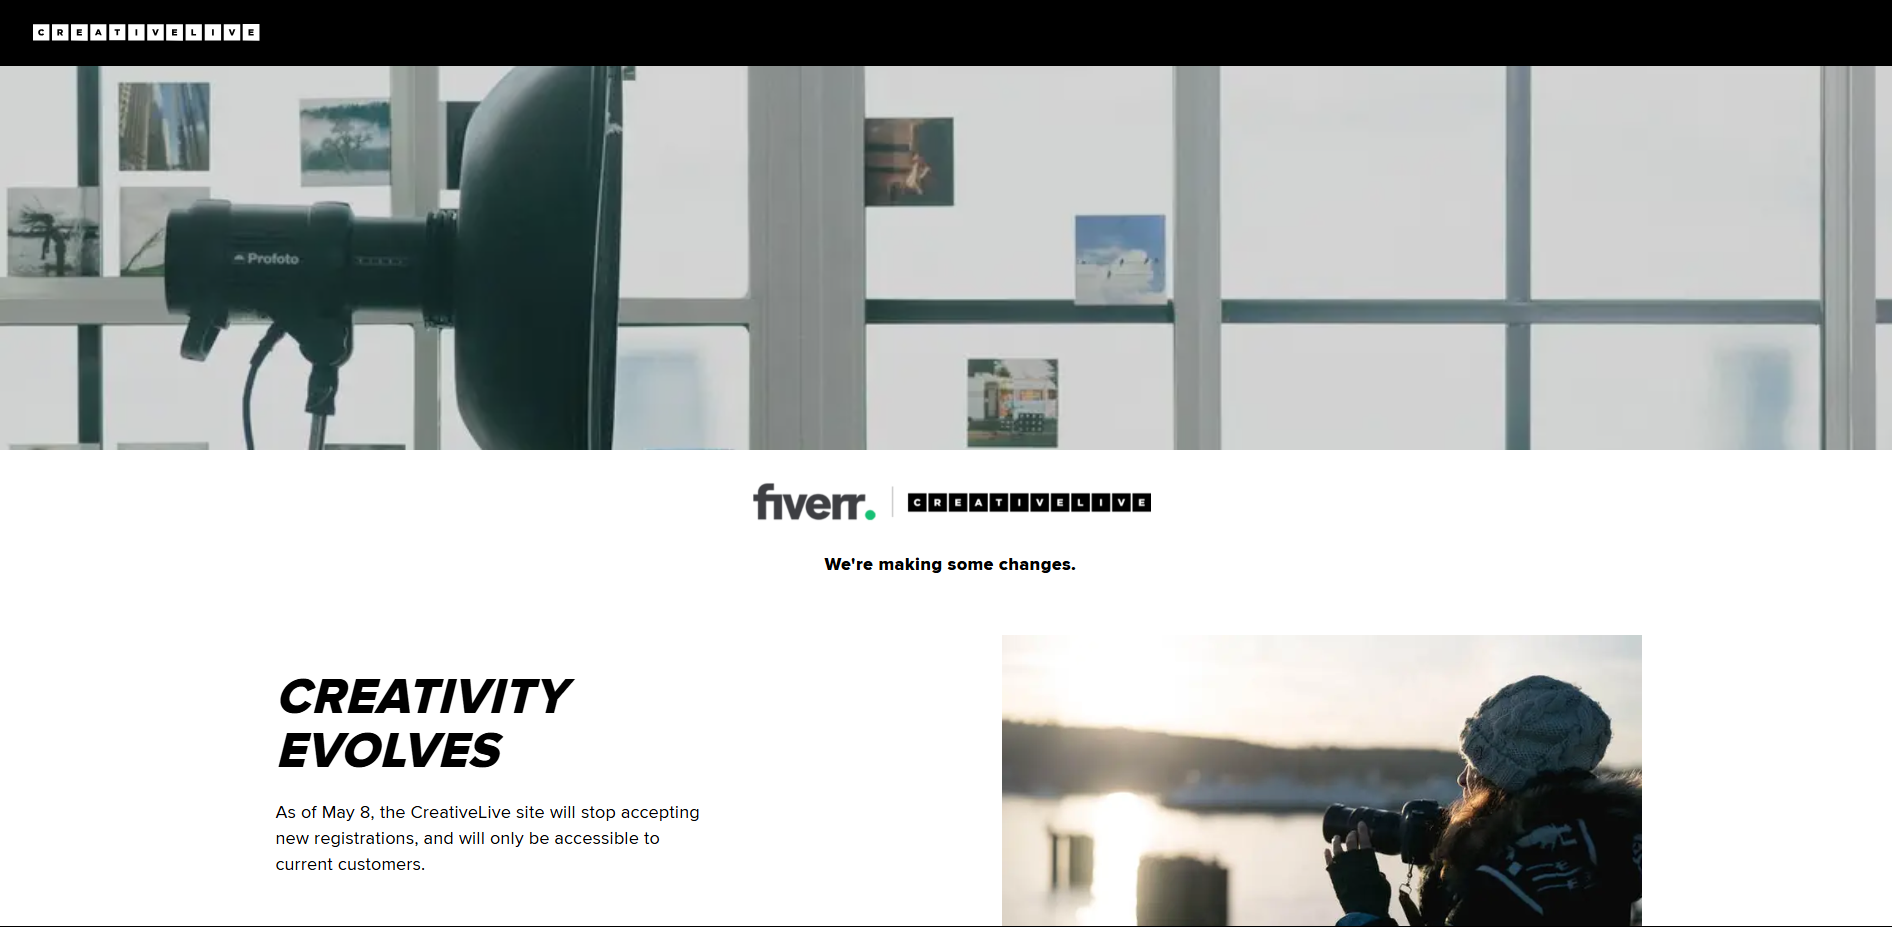 CREATIVELIVE
Profoto
fiverr.
CREATIVELIVE
We're making some changes.
CREATIVITY
EVOLVES
As of May 8, the CreativeLive site will stop accepting
new registrations, and will only be accessible to
current customers.